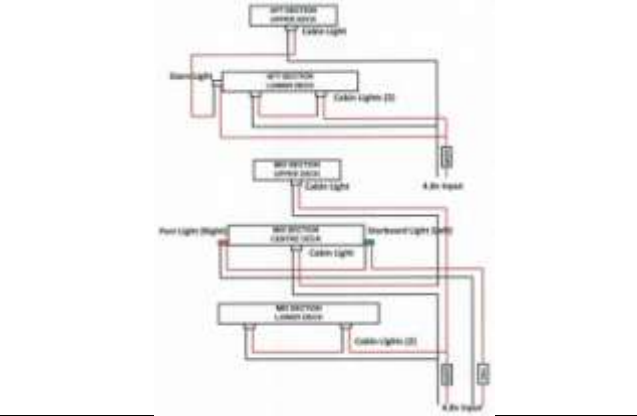 AFT SECTION
UPPER DECK
Cabin Light
Stern Light
AFT SECTION
LOWER DECK
Cabin Lights (2)
4.8v Input
MID SECTION
UPPER DECK
Cabin Light
Port Light (Right)
MID SECTION
CENTRE DECK
Starboard Light (Left)
Cabin Light
MID SECTION
LOWER DECK
Cabin Lights (2)
4.8v Input